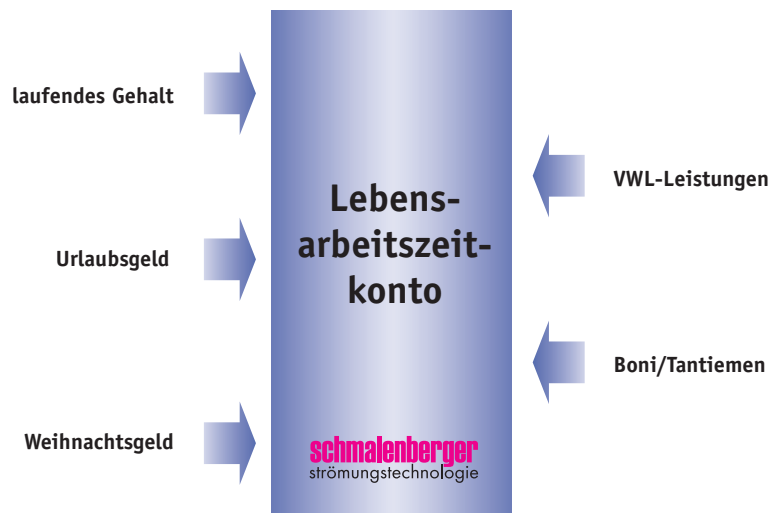 laufendes Gehalt
Urlaubsgeld
Weihnachtsgeld
Lebens-
arbeitszeit-
konto
schmalenberger
strömungstechnologie
VWL-Leistungen
Boni/Tantiemen